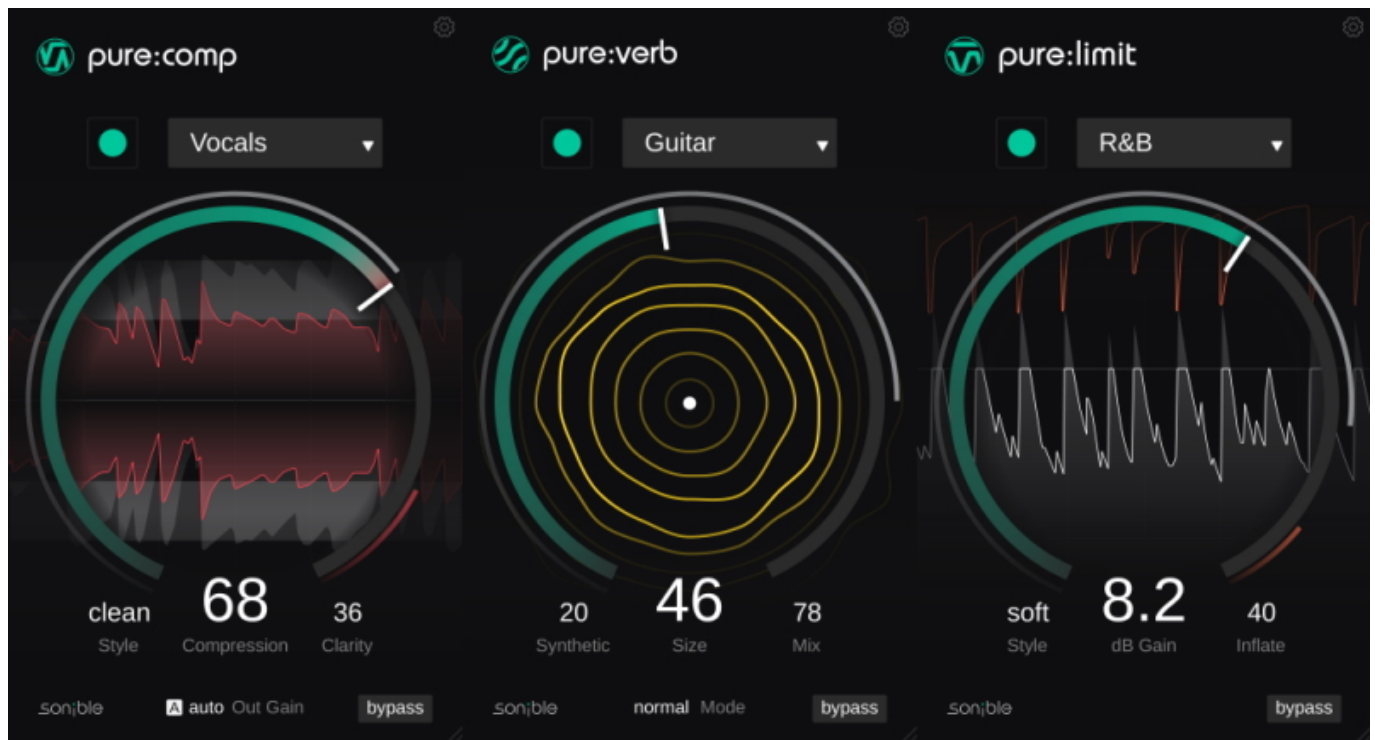 pure:comp
Vocals
clean 68 36
Style Compression Clarity
sonible A auto Out Gain bypass
pure:verb
Guitar
20 46 78
Synthetic Size Mix
sonible normal Mode bypass
pure:limit
R&B
soft 8.2 40
Style dB Gain Inflate
sonible bypass